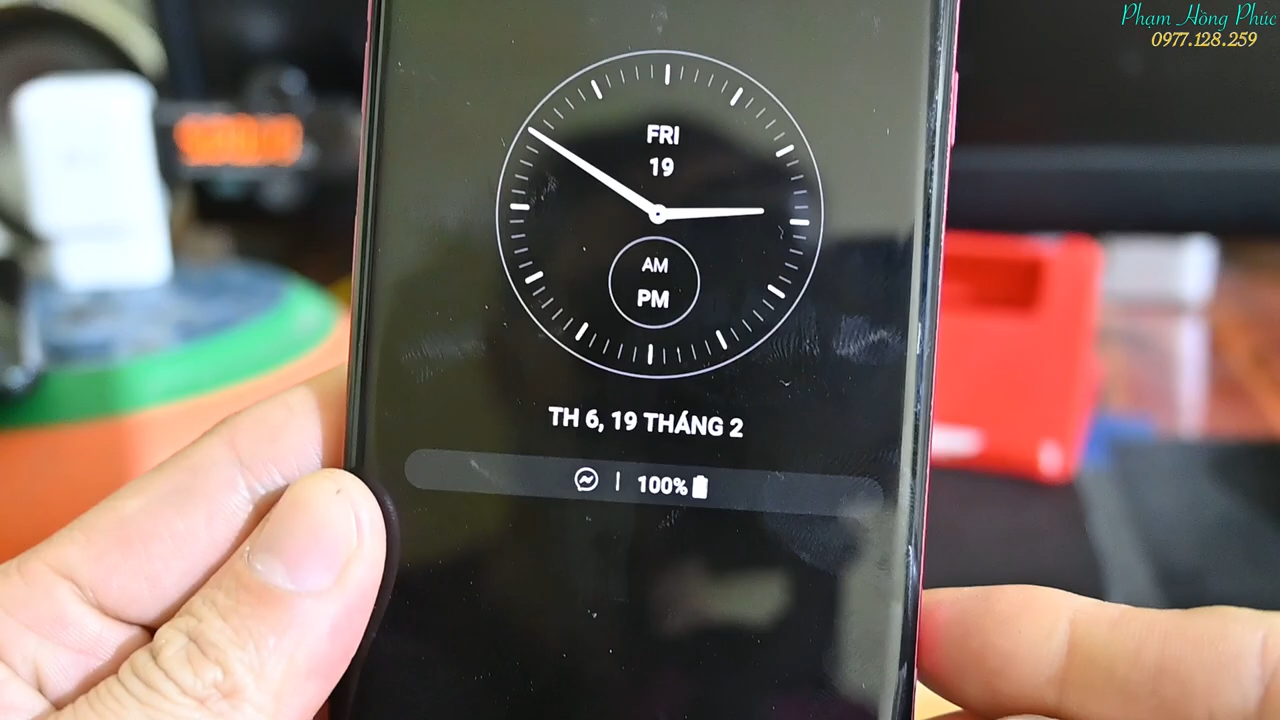 Phạm Hồng Phúc
0977.128.259
FRI
19
AM
PM
TH 6, 19 THÁNG 2
100%